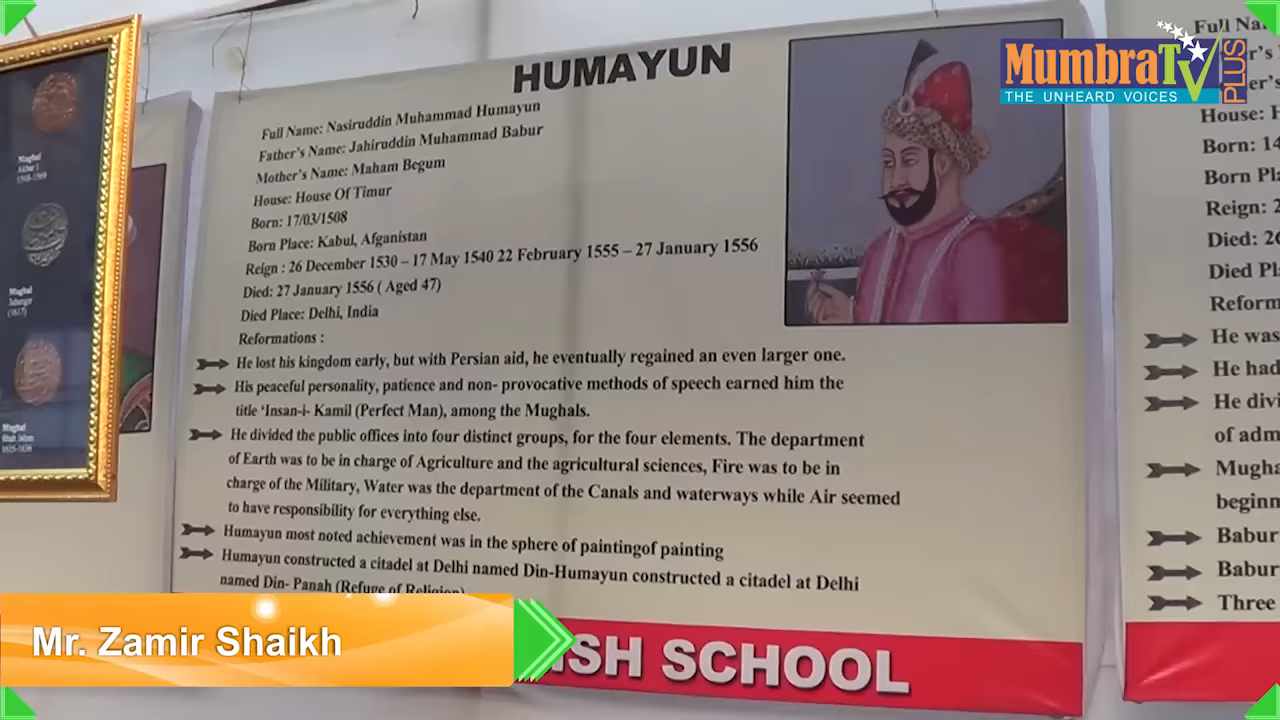 HUMAYUN
Full Name: Nasiruddin Muhammad Humayun
Father's Name: Jahiruddin Muhammad Babur
Mother's Name: Maham Begum
House: House Of Timur
Born: 17/03/1508
Born Place: Kabul, Afganistan
Reign : 26 December 1530 – 17 May 1540 22 February 1555 – 27 January 1556
Died: 27 January 1556 ( Aged 47)
Died Place: Delhi, India
Reformations :
He lost his kingdom early, but with Persian aid, he eventually regained an even larger one.
His peaceful personality, patience and non- provocative methods of speech earned him the
title ‘Insan-i- Kamil (Perfect Man), among the Mughals.
He divided the public offices into four distinct groups, for the four elements. The department
of Earth was to be in charge of Agriculture and the agricultural sciences, Fire was to be in
charge of the Military, Water was the department of the Canals and waterways while Air seemed
to have responsibility for everything else.
Humayun most noted achievement was in the sphere of paintingof painting
Humayun constructed a citadel at Delhi named Din-Humayun constructed a citadel at Delhi
named Din- Panah (Refuge of Religion)
ISH SCHOOL
Mughal
Mughal
(1617)
Mughal
Full Na
House: H
Born: 14
Born Pla
Reign: 2
Died: 26
Died Pl
Reform
He was
He had
He divi
of adm
Mugha
beginn
Babur
Babur
Three
MUMBRA TV PLUS
THE UNHEARD VOICES
Mr. Zamir Shaikh